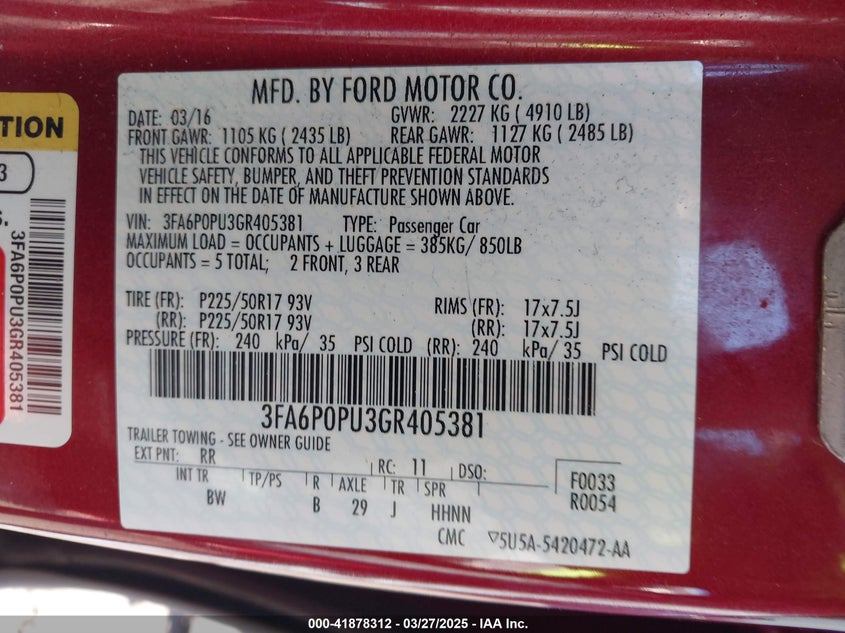 MFD. BY FORD MOTOR CO.
DATE: 03/16 GVWR: 2227 KG ( 4910 LB)
FRONT GAWR: 1105 KG ( 2435 LB) REAR GAWR: 1127 KG ( 2485 LB)
THIS VEHICLE CONFORMS TO ALL APPLICABLE FEDERAL MOTOR
VEHICLE SAFETY, BUMPER, AND THEFT PREVENTION STANDARDS
IN EFFECT ON THE DATE OF MANUFACTURE SHOWN ABOVE.
VIN: 3FA6P0PU3GR405381 TYPE: Passenger Car
MAXIMUM LOAD = OCCUPANTS + LUGGAGE = 385KG/ 850LB
OCCUPANTS = 5 TOTAL; 2 FRONT, 3 REAR
TIRE (FR): P225/50R17 93V RIMS (FR): 17x7.5J
(RR): P225/50R17 93V (RR): 17x7.5J
PRESSURE (FR): 240 kPa/ 35 PSI COLD (RR): 240 kPa/ 35 PSI COLD
3FA6P0PU3GR405381
TRAILER TOWING - SEE OWNER GUIDE
EXT PNT: RR RC: 11 DSO: F0033
INT TR TP/PS R AXLE TR SPR R0054
BW B 29 J HHNN
CMC ▽5U5A-5420472-AA
TION
3
S.
3FA6P0PU3GR405381
000-41878312 - 03/27/2025 - IAA Inc.